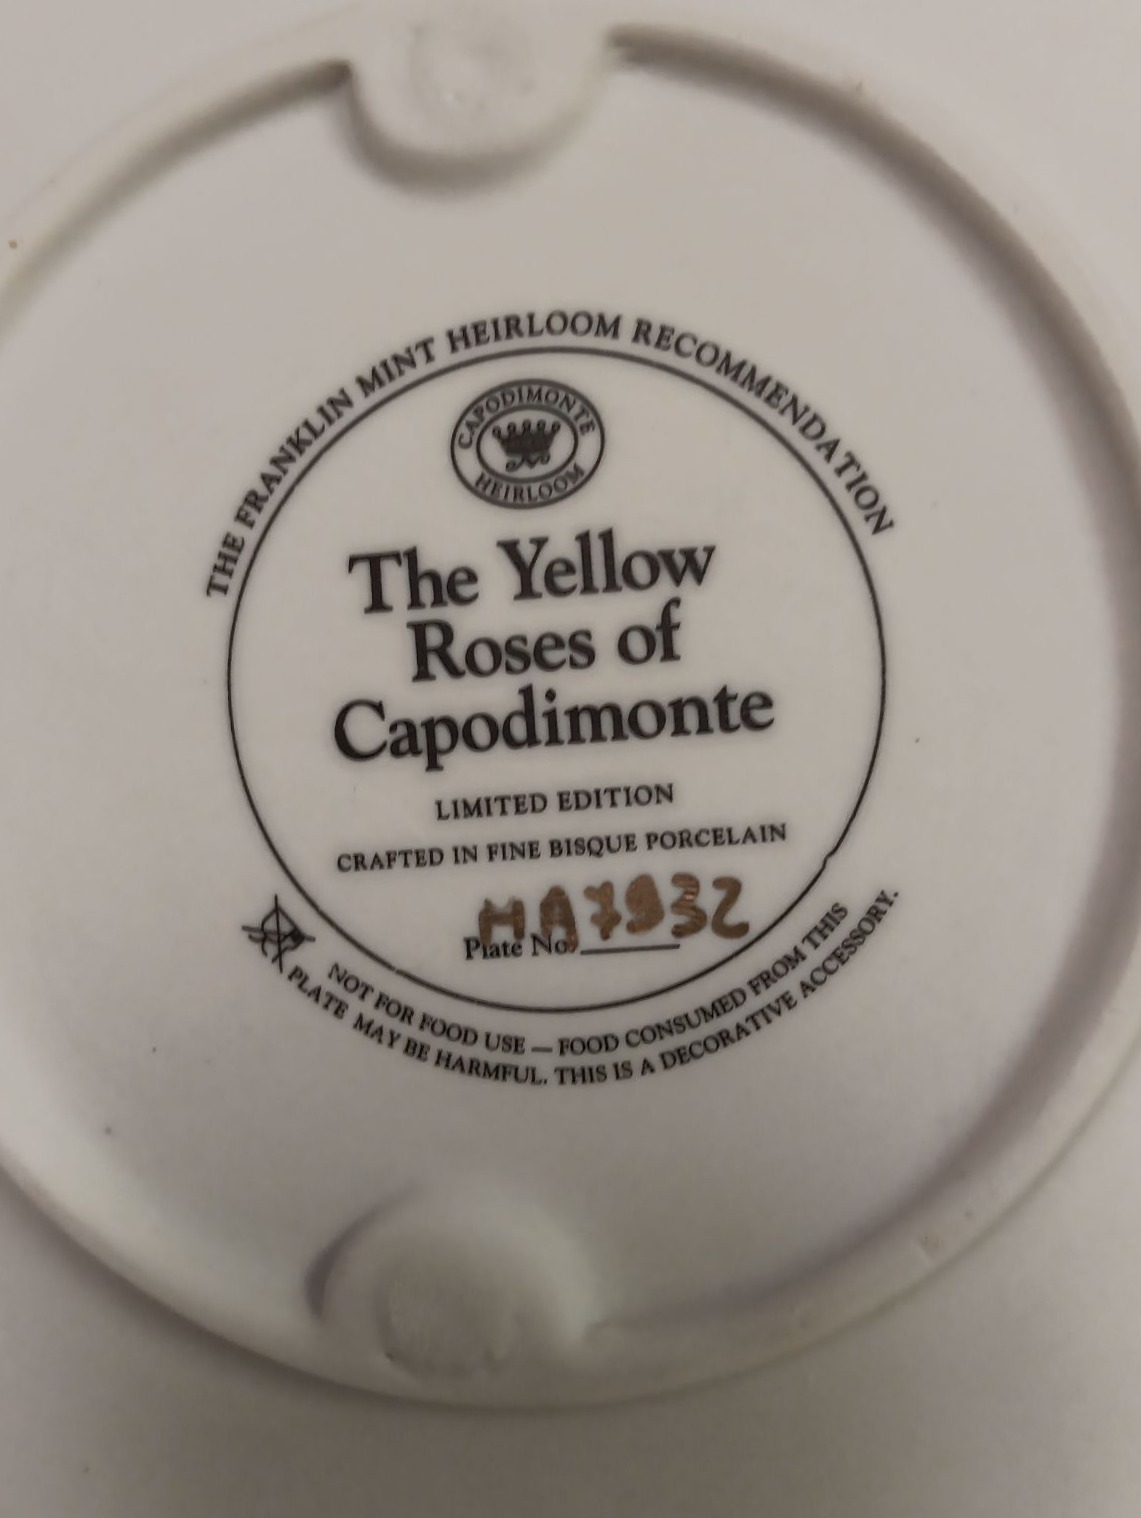 THE FRANKLIN MINT HEIRLOOM RECOMMENDATION
CAPODIMONTE
HEIRLOOM
The Yellow
Roses of
Capodimonte
LIMITED EDITION
CRAFTED IN FINE BISQUE PORCELAIN
Plate No. HA7932
NOT FOR FOOD USE — FOOD CONSUMED FROM THIS
PLATE MAY BE HARMFUL. THIS IS A DECORATIVE ACCESSORY.